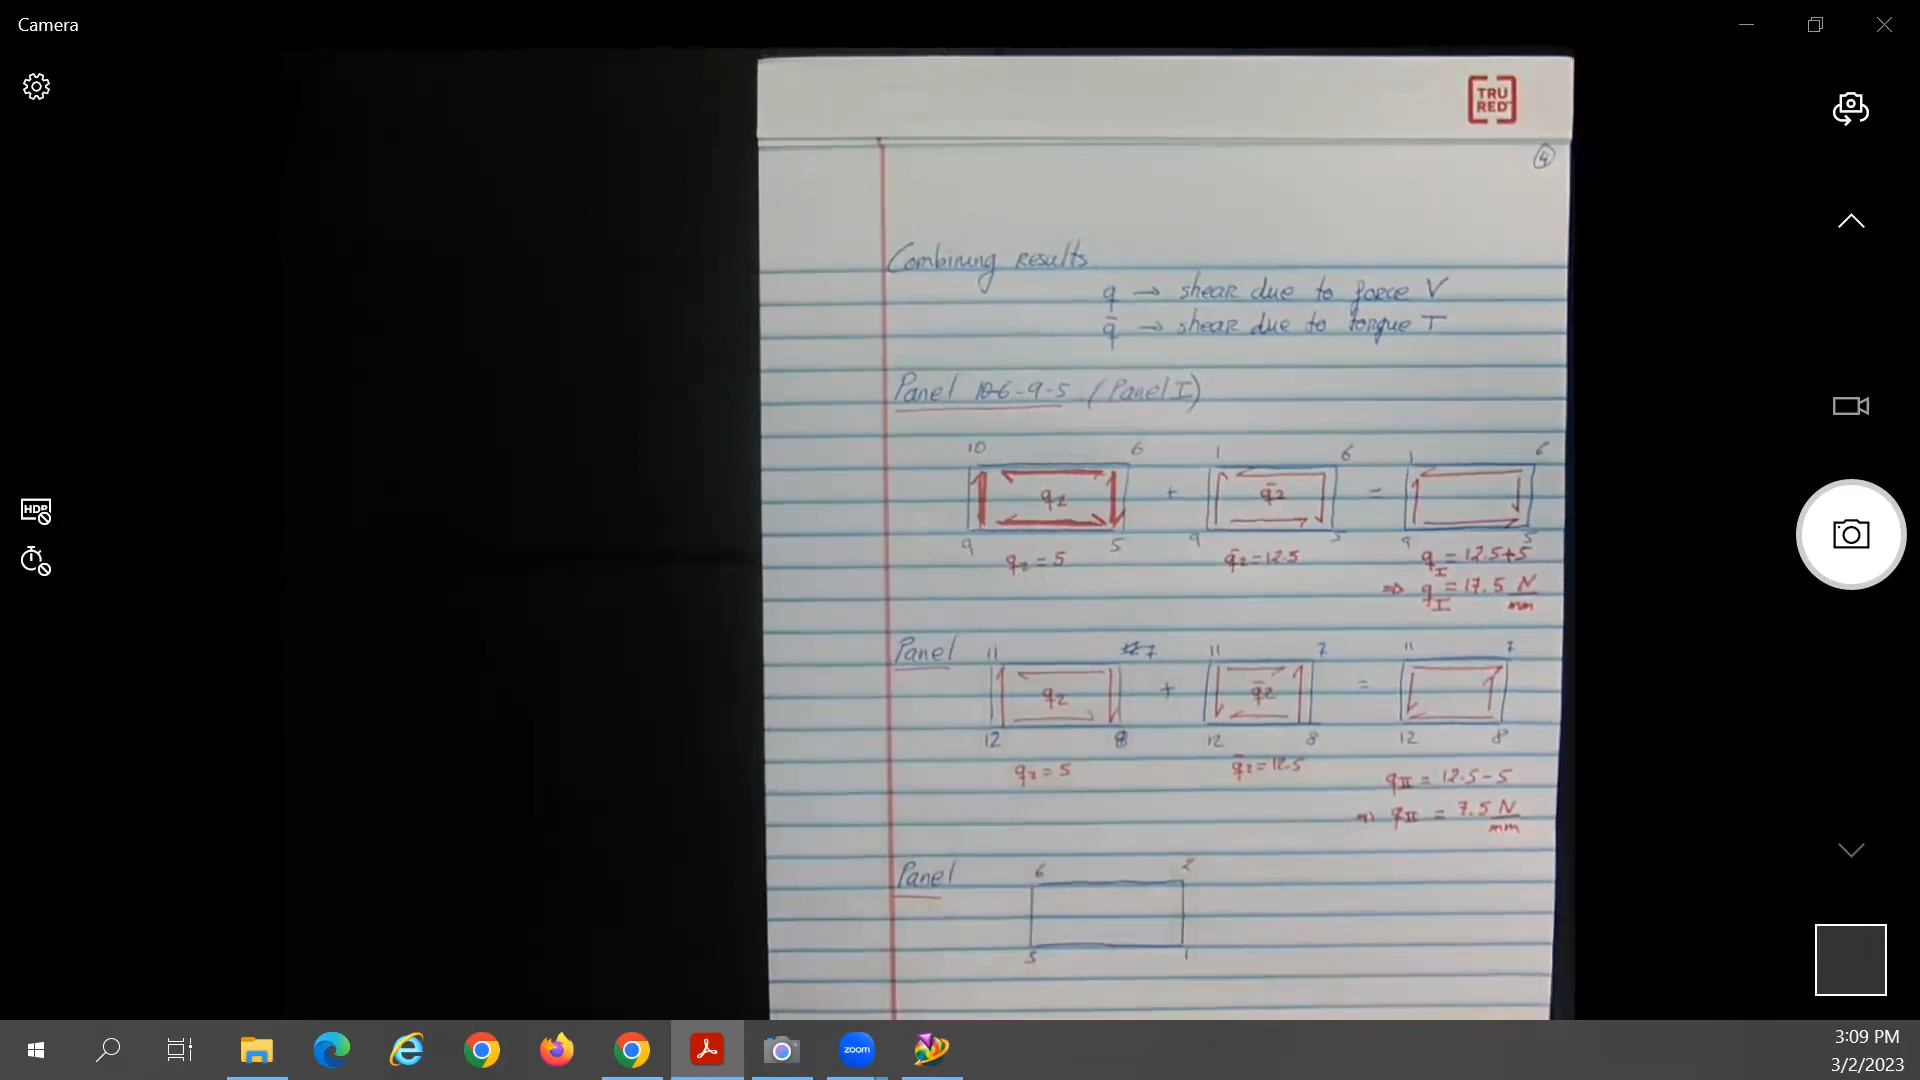 Camera
TRU
RED
4
Combining results
q → shear due to force V
q̄ → shear due to torque T
Panel 10-6-9-5 (Panel I)
10 6 1 6 1 6
q2 + q̄2 =
9 5 9 5 9 5
q2 = 5 q̄2 = 12.5 qI = 12.5+5
⇒ qI = 17.5 N/mm
Panel 11 7 11 7 11 7
q2 + q̄2 =
12 8 12 8 12 8
q2 = 5 q̄2 = 12.5 qII = 12.5-5
⇒ qII = 7.5 N/mm
Panel 6 2
5 1
HDR
zoom
3:09 PM
3/2/2023